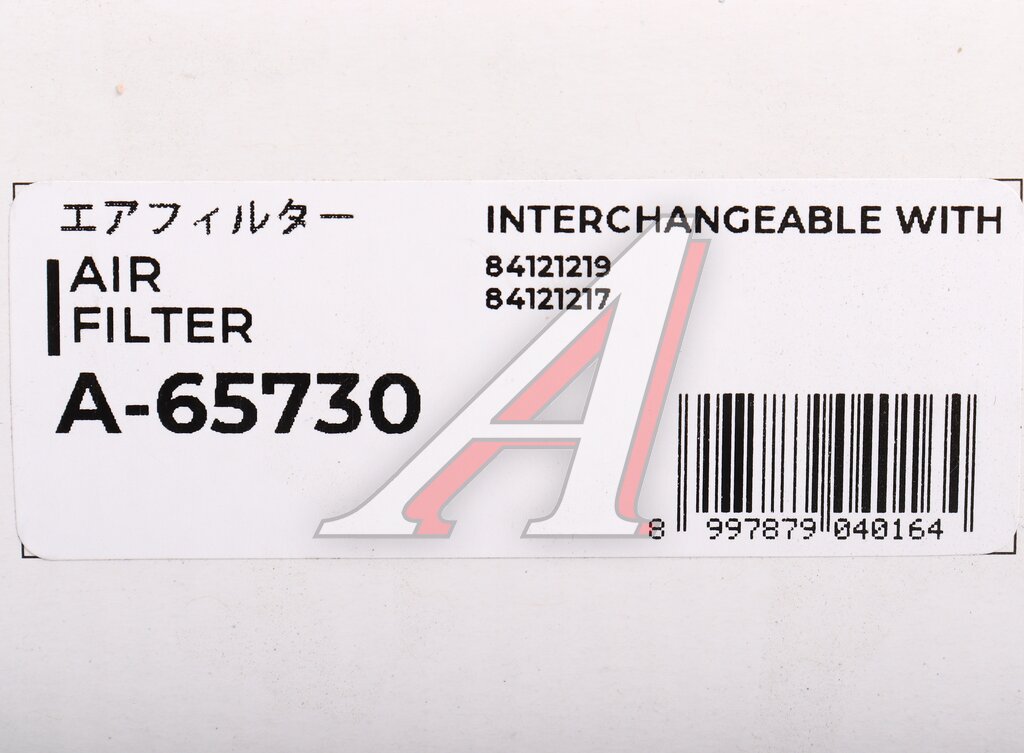 エアフィルター
AIR
FILTER
A-65730
INTERCHANGEABLE WITH
84121219
84121217
8 997879 040164